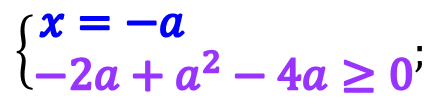 x = −a
−2a + a² − 4a ≥ 0;